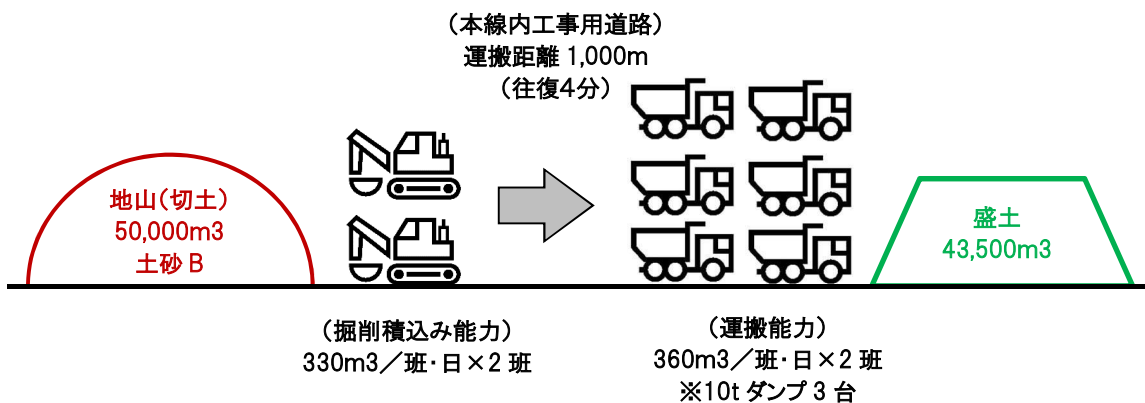 （本線内工事用道路）
運搬距離 1,000m
（往復4分）
地山（切土）
50,000m3
土砂 B
盛土
43,500m3
（掘削積込み能力）
330m3／班・日×2 班
（運搬能力）
360m3／班・日×2 班
※10t ダンプ 3 台